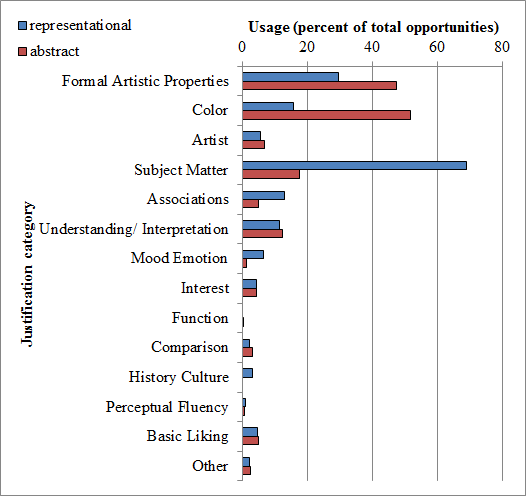 representational
abstract
Usage (percent of total opportunities)
0 20 40 60 80
Formal Artistic Properties
Color
Artist
Subject Matter
Associations
Understanding/ Interpretation
Mood Emotion
Interest
Function
Comparison
History Culture
Perceptual Fluency
Basic Liking
Other
Justification category